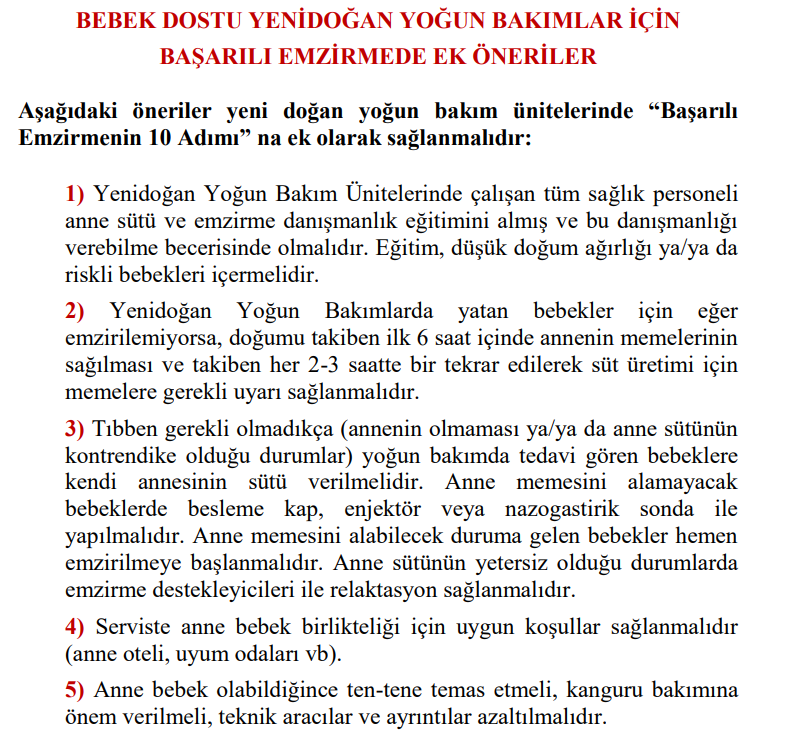 BEBEK DOSTU YENİDOĞAN YOĞUN BAKIMLAR İÇİN
BAŞARILI EMZİRMEDE EK ÖNERİLER
Aşağıdaki öneriler yeni doğan yoğun bakım ünitelerinde “Başarılı
Emzirmenin 10 Adımı” na ek olarak sağlanmalıdır:
1) Yenidoğan Yoğun Bakım Ünitelerinde çalışan tüm sağlık personeli
anne sütü ve emzirme danışmanlık eğitimini almış ve bu danışmanlığı
verebilme becerisinde olmalıdır. Eğitim, düşük doğum ağırlığı ya/ya da
riskli bebekleri içermelidir.
2) Yenidoğan Yoğun Bakımlarda yatan bebekler için eğer
emzirilemiyorsa, doğumu takiben ilk 6 saat içinde annenin memelerinin
sağılması ve takiben her 2-3 saatte bir tekrar edilerek süt üretimi için
memelere gerekli uyarı sağlanmalıdır.
3) Tıbben gerekli olmadıkça (annenin olmaması ya/ya da anne sütünün
kontrendike olduğu durumlar) yoğun bakımda tedavi gören bebeklere
kendi annesinin sütü verilmelidir. Anne memesini alamayacak
bebeklerde besleme kap, enjektör veya nazogastirik sonda ile
yapılmalıdır. Anne memesini alabilecek duruma gelen bebekler hemen
emzirilmeye başlanmalıdır. Anne sütünün yetersiz olduğu durumlarda
emzirme destekleyicileri ile relaktasyon sağlanmalıdır.
4) Serviste anne bebek birlikteliği için uygun koşullar sağlanmalıdır
(anne oteli, uyum odaları vb).
5) Anne bebek olabildiğince ten-tene temas etmeli, kanguru bakımına
önem verilmeli, teknik aracılar ve ayrıntılar azaltılmalıdır.